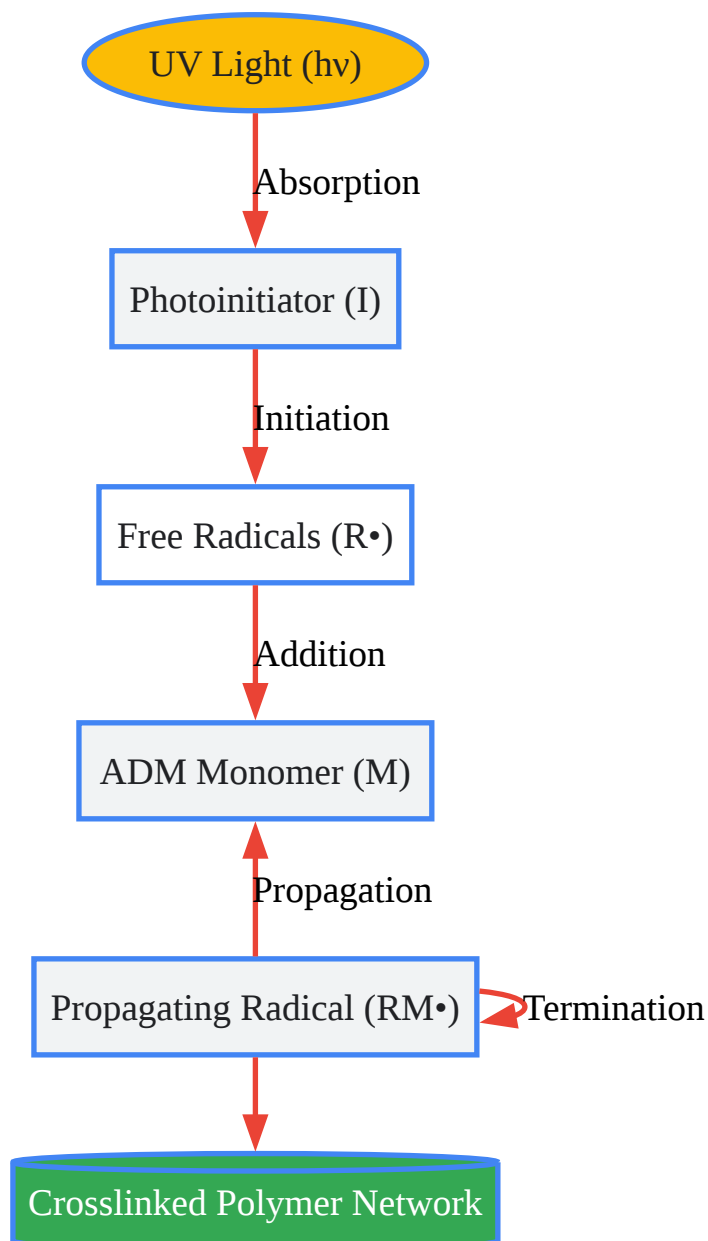 UV Light (hν)
Absorption
Photoinitiator (I)
Initiation
Free Radicals (R•)
Addition
ADM Monomer (M)
Propagation
Propagating Radical (RM•)
Termination
Crosslinked Polymer Network